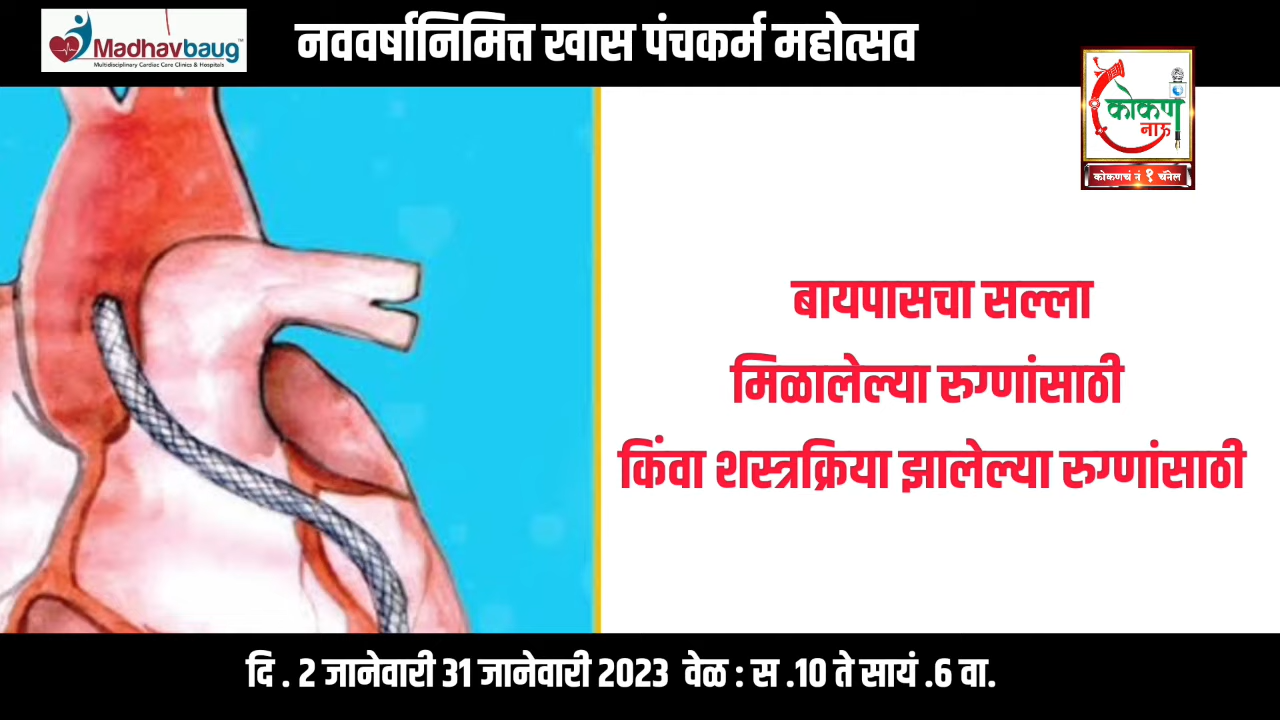 Madhavbaug™
Multidisciplinary Cardiac Care Clinics & Hospitals
नववर्षानिमित्त खास पंचकर्म महोत्सव
कोकण
नाऊ
कोकणचं नं १ चॅनेल
बायपासचा सल्ला
मिळालेल्या रुग्णांसाठी
किंवा शस्त्रक्रिया झालेल्या रुग्णांसाठी
दि . 2 जानेवारी 31 जानेवारी 2023 वेळ : स .10 ते सायं .6 वा.